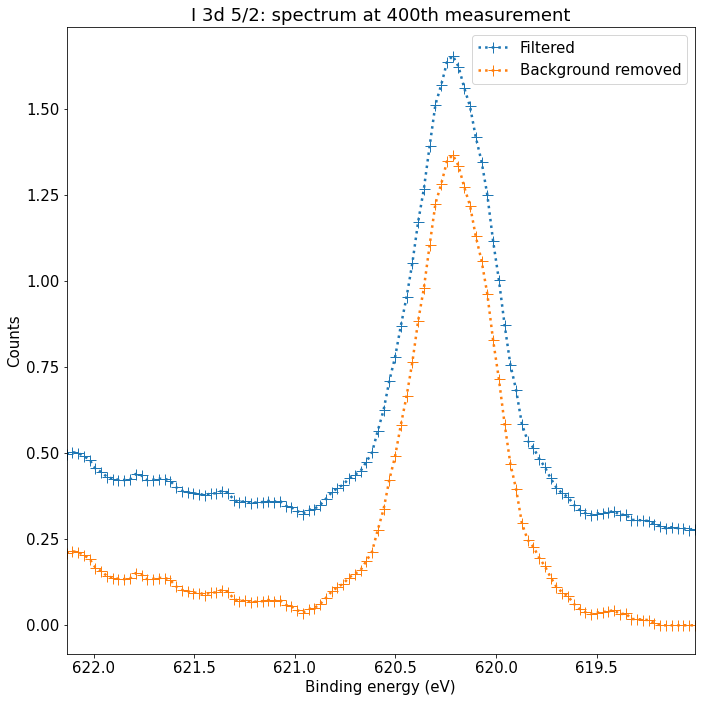 I 3d 5/2: spectrum at 400th measurement
Filtered
Background removed
Counts
1.50
1.25
1.00
0.75
0.50
0.25
0.00
622.0 621.5 621.0 620.5 620.0 619.5
Binding energy (eV)